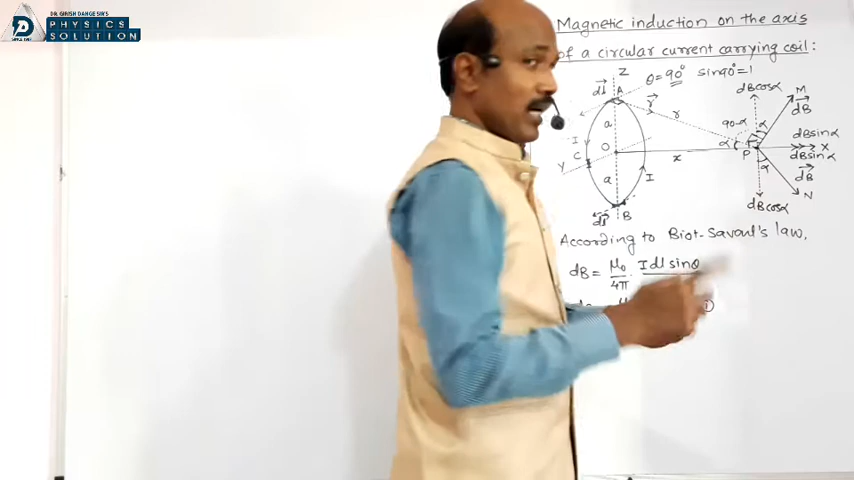 DR. GIRISH DANGE SIR'S
PHYSICS
SOLUTION
Magnetic induction on the axis
of a circular current carrying coil :
θ = 90° sin90° = 1
Z
A
dl
r
r
a
I
O
C
Y
x
a
I
B
dl
dBcosα
M
dB
90-α
α
α
dBsinα
X
P
dBsinα
α
dB
N
dBcosα
According to Biot-Savart's law,
dB = μ₀/4π · Idl sinθ